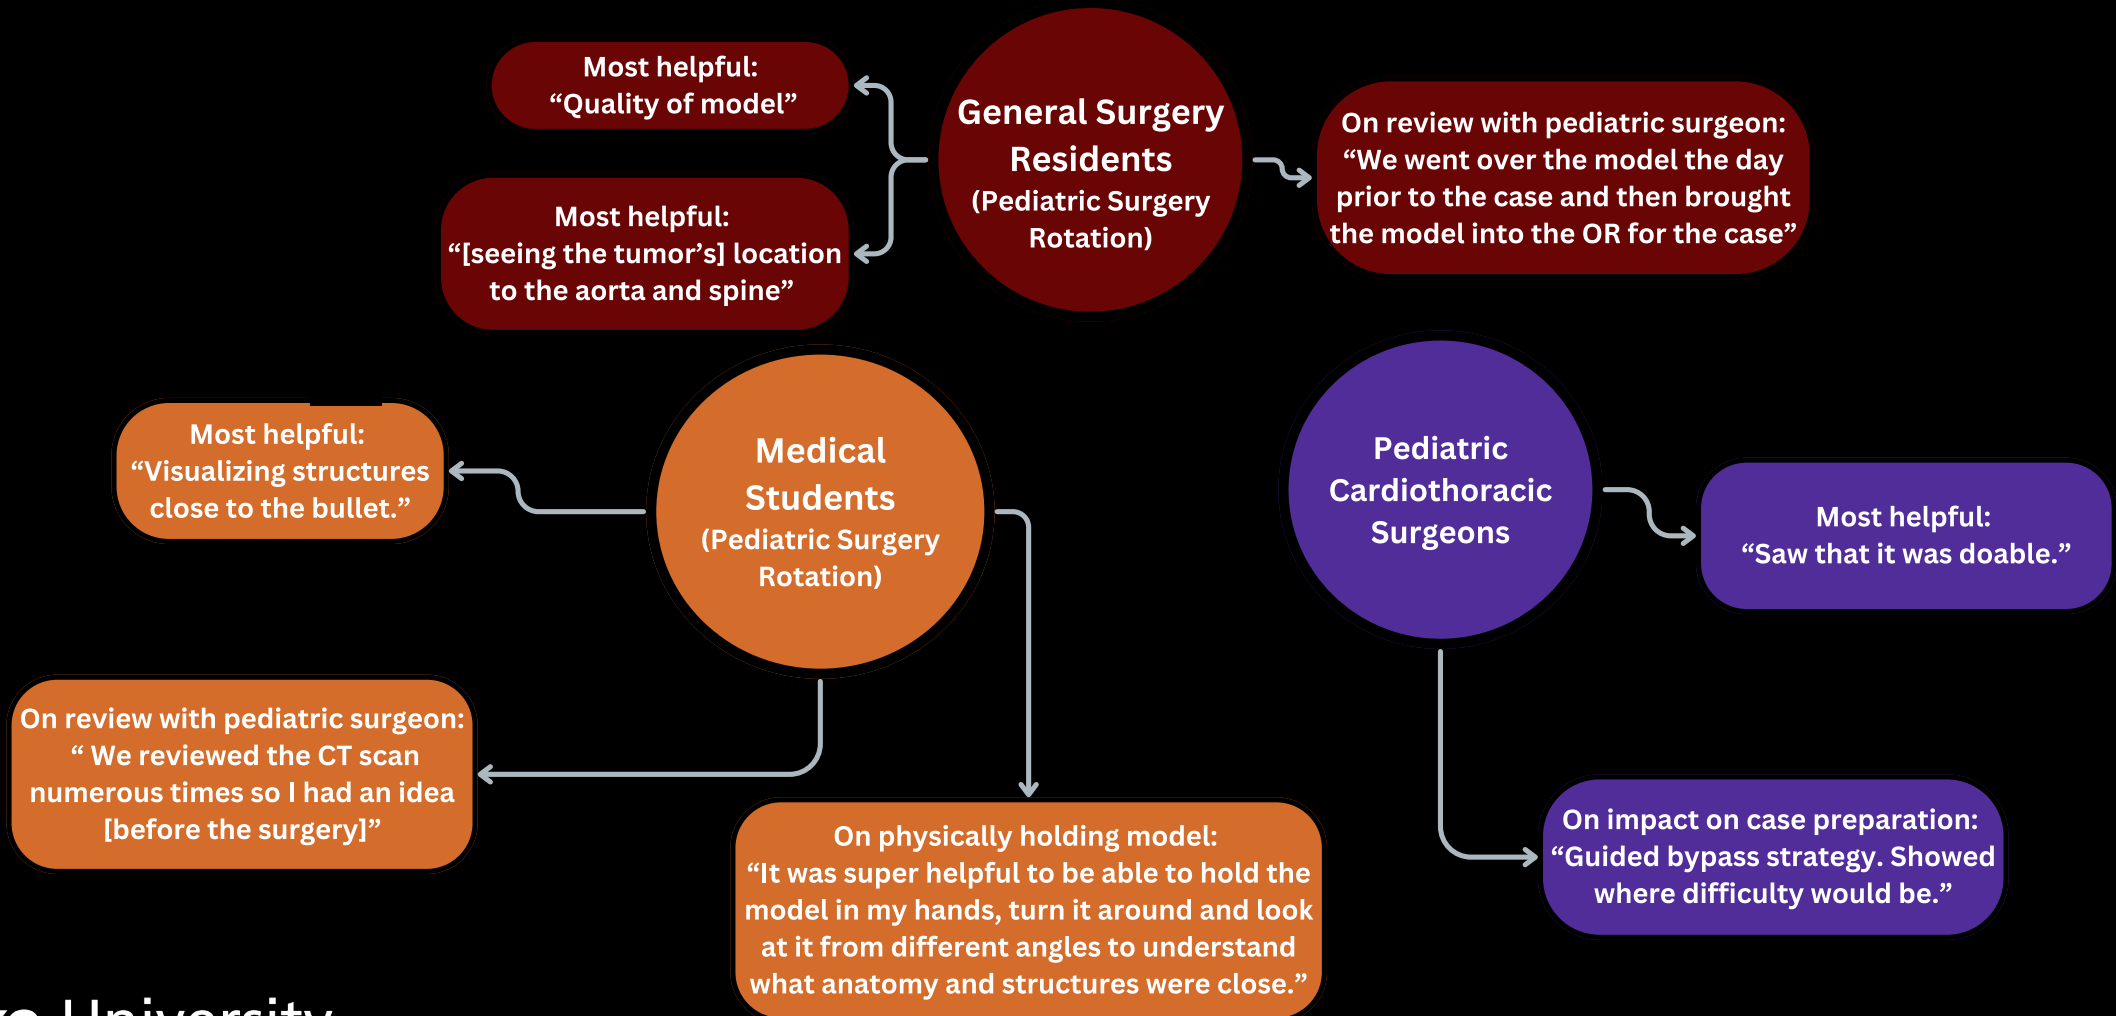 Most helpful:
“Quality of model”
Most helpful:
“[seeing the tumor’s] location
to the aorta and spine”
General Surgery
Residents
(Pediatric Surgery
Rotation)
On review with pediatric surgeon:
“We went over the model the day
prior to the case and then brought
the model into the OR for the case”
Most helpful:
“Visualizing structures
close to the bullet.”
Medical
Students
(Pediatric Surgery
Rotation)
Pediatric
Cardiothoracic
Surgeons
Most helpful:
“Saw that it was doable.”
On review with pediatric surgeon:
“ We reviewed the CT scan
numerous times so I had an idea
[before the surgery]”
On physically holding model:
“It was super helpful to be able to hold the
model in my hands, turn it around and look
at it from different angles to understand
what anatomy and structures were close.”
On impact on case preparation:
“Guided bypass strategy. Showed
where difficulty would be.”
University